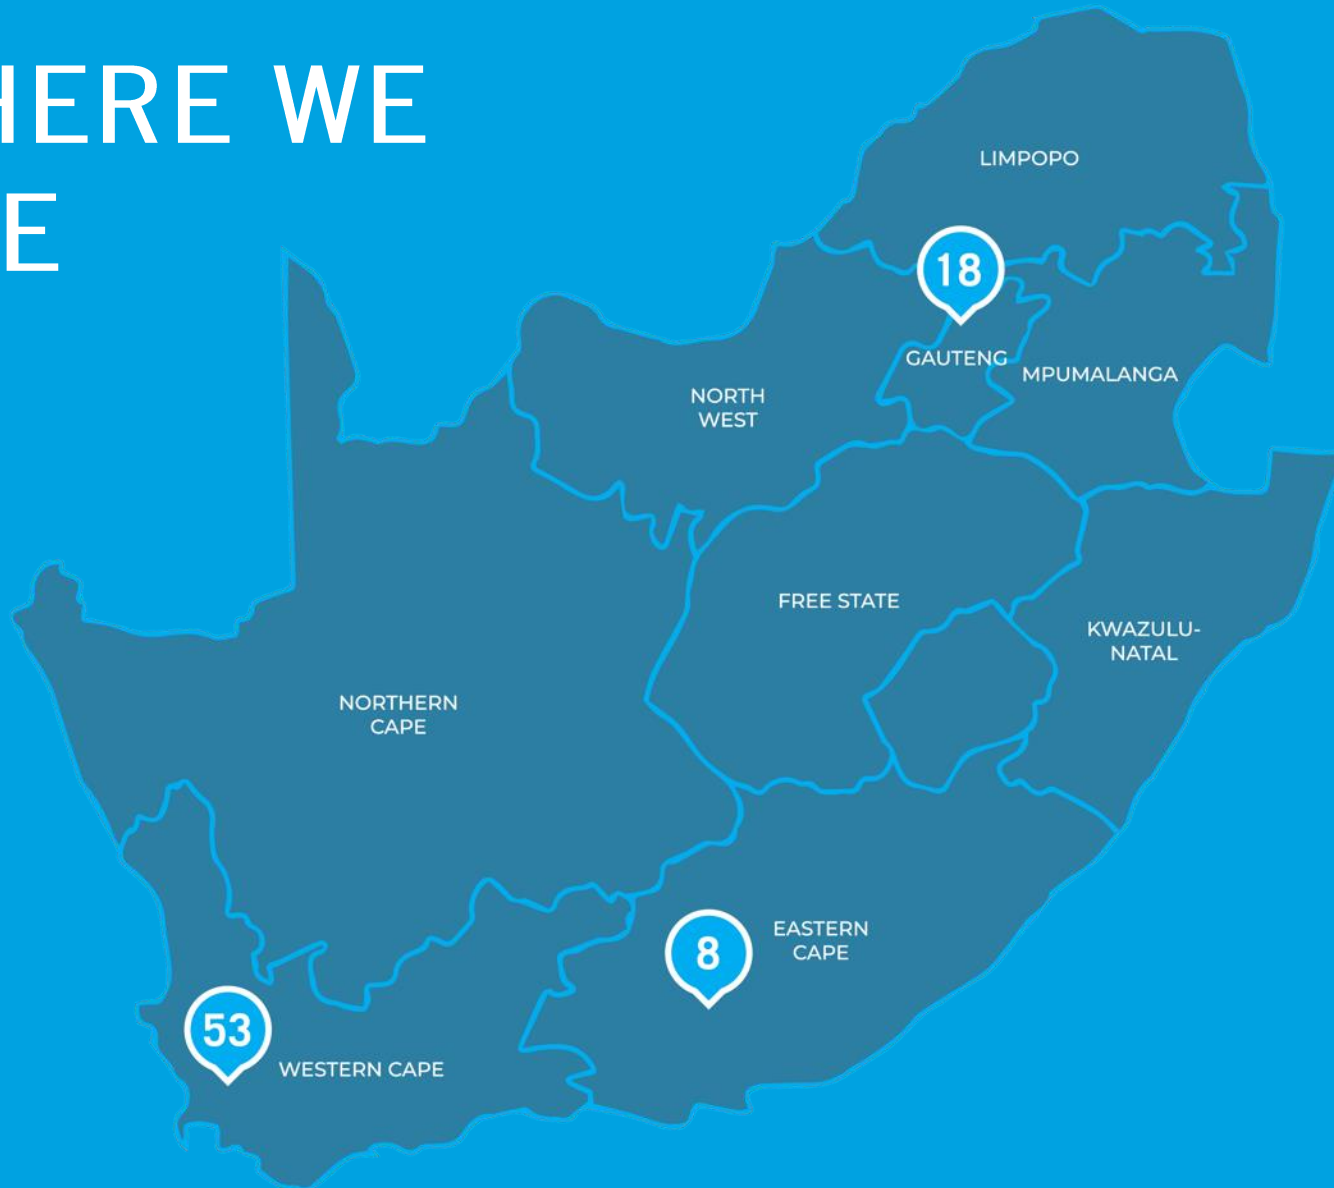 HERE WE
E
LIMPOPO
18
GAUTENG
MPUMALANGA
NORTH
WEST
FREE STATE
KWAZULU-
NATAL
NORTHERN
CAPE
8
EASTERN
CAPE
53
WESTERN CAPE